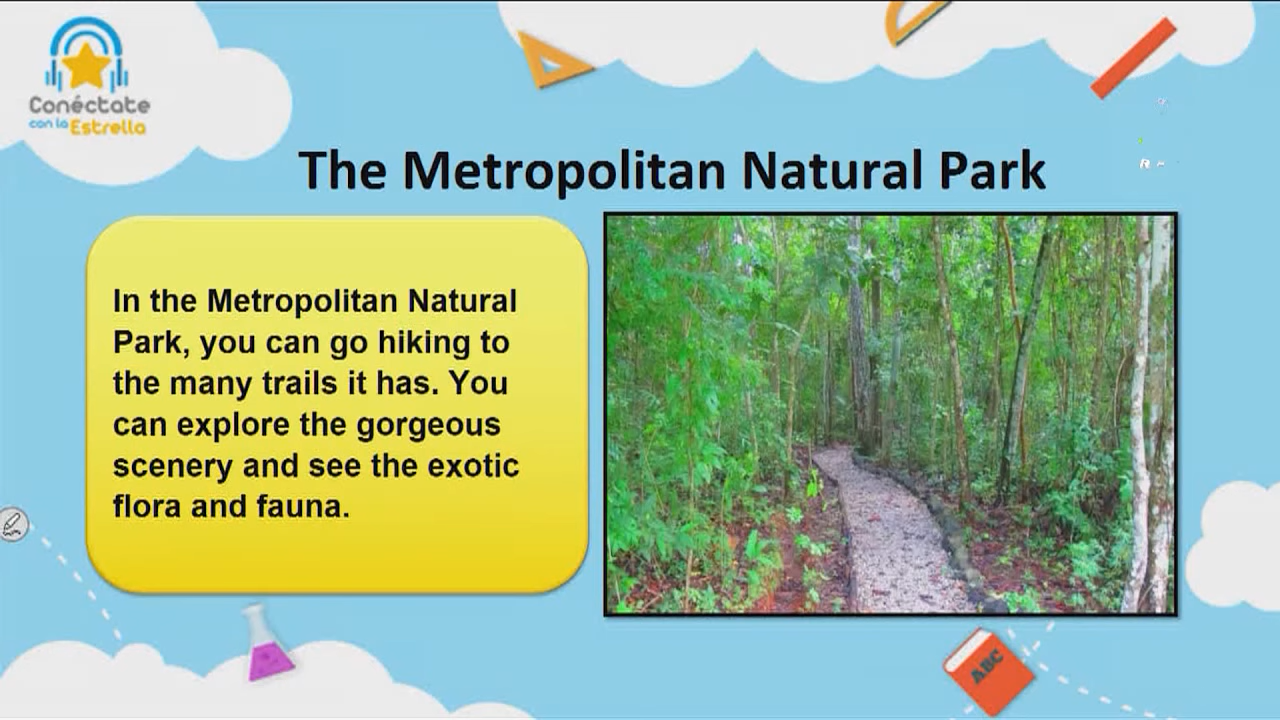 Conéctate
con la Estrella
The Metropolitan Natural Park
In the Metropolitan Natural
Park, you can go hiking to
the many trails it has. You
can explore the gorgeous
scenery and see the exotic
flora and fauna.
ABC